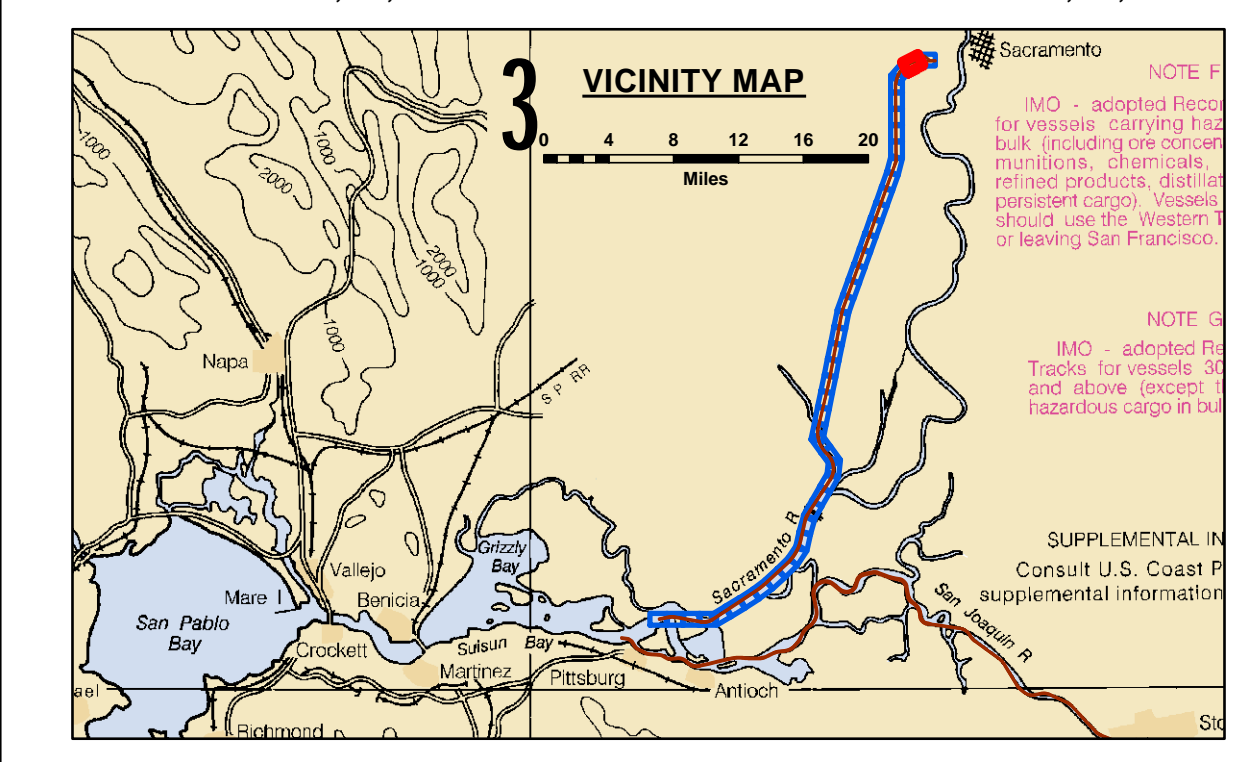 3
VICINITY MAP
0 4 8 12 16 20
Miles
Sacramento
NOTE F
IMO - adopted Recor
for vessels carrying haz
bulk (including ore concen
munitions, chemicals,
refined products, distillat
persistent cargo). Vessels
should use the Western T
or leaving San Francisco.
NOTE G
IMO - adopted Re
Tracks for vessels 30
and above (except t
hazardous cargo in bul
SUPPLEMENTAL IN
Consult U.S. Coast P
supplemental information
1000
1000
2000
2000
1000
1000
Napa
S P RR
Grizzly
Bay
Vallejo
Mare I
Benicia
San Pablo
Bay
Crockett
Suisun Bay
Martinez
Pittsburg
Antioch
Sacramento R
San Joaquin R
ael
Richmond
Sto